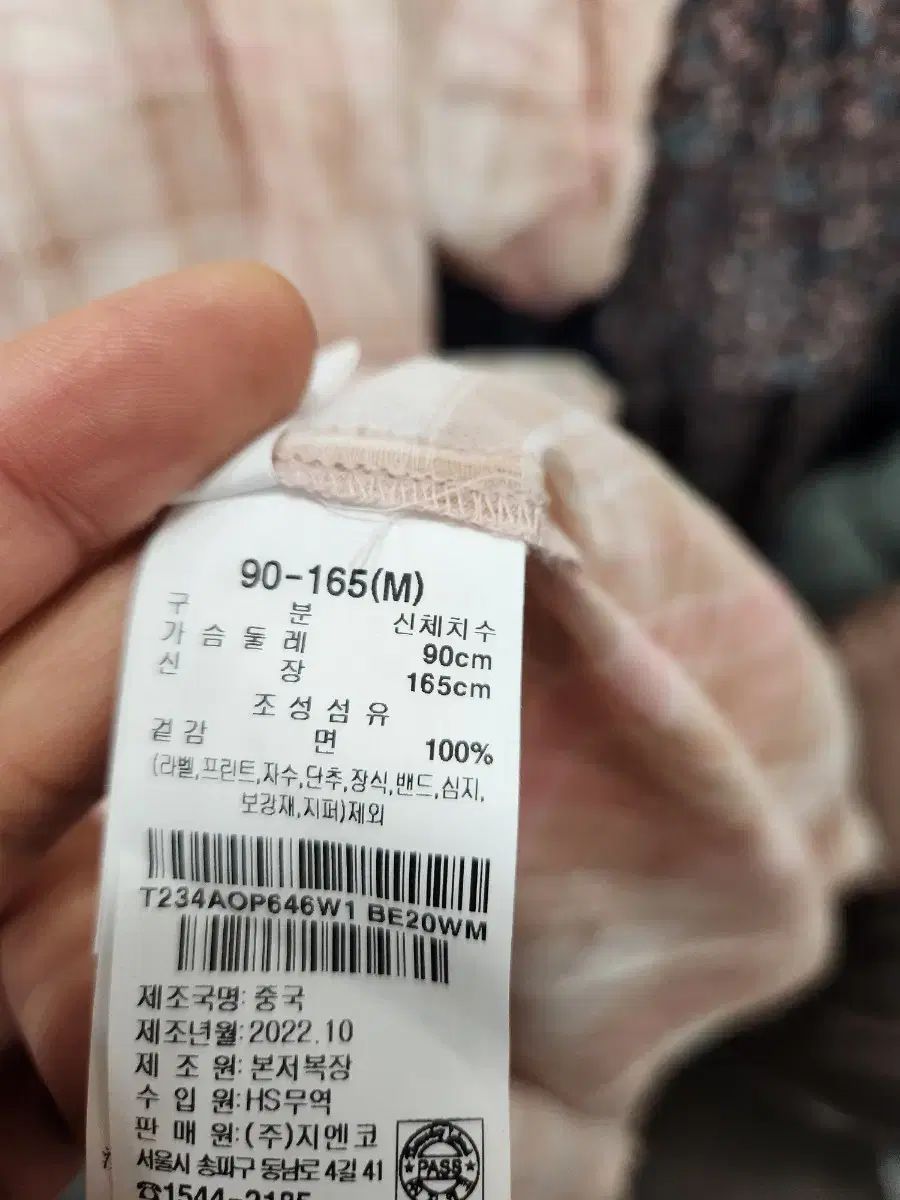 90-165(M)
구 분 신체치수
가 슴 둘 레 90cm
신 장 165cm
조 성 섬 유
겉감 면 100%
(라벨,프린트,자수,단추,장식,밴드,심지,
보강재,지퍼)제외
T234AOP646W1 BE20WM
제조국명: 중국
제조년월: 2022.10
제 조 원: 본저복장
수 입 원: HS무역
판 매 원: (주)지엔코
서울시 송파구 동남로 4길 41
☎1544-2185
PASS